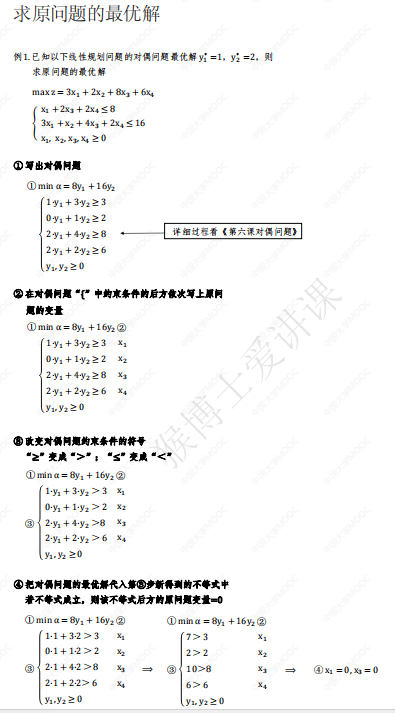 求原问题的最优解
例1.已知以下线性规划问题的对偶问题最优解 y₁*=1，y₂*=2，则
求原问题的最优解
max z = 3x₁ + 2x₂ + 8x₃ + 6x₄
x₁ + 2x₃ + 2x₄ ≤ 8
3x₁ + x₂ + 4x₃ + 2x₄ ≤ 16
x₁, x₂, x₃, x₄ ≥ 0
①写出对偶问题
① min α = 8y₁ + 16y₂
1·y₁ + 3·y₂ ≥ 3
0·y₁ + 1·y₂ ≥ 2
2·y₁ + 4·y₂ ≥ 8
详细过程看《第六课对偶问题》
2·y₁ + 2·y₂ ≥ 6
y₁, y₂ ≥ 0
②在对偶问题“{”中约束条件的后方依次写上原问
题的变量
① min α = 8y₁ + 16y₂ ②
1·y₁ + 3·y₂ ≥ 3 x₁
0·y₁ + 1·y₂ ≥ 2 x₂
2·y₁ + 4·y₂ ≥ 8 x₃
2·y₁ + 2·y₂ ≥ 6 x₄
y₁, y₂ ≥ 0
③改变对偶问题约束条件的符号
“≥”变成“＞”；“≤”变成“＜”
① min α = 8y₁ + 16y₂ ②
1·y₁ + 3·y₂ > 3 x₁
0·y₁ + 1·y₂ > 2 x₂
③ 2·y₁ + 4·y₂ >8 x₃
2·y₁ + 2·y₂ > 6 x₄
y₁, y₂ ≥0
④把对偶问题的最优解代入第③步新得到的不等式中
若不等式成立，则该不等式后方的原问题变量=0
① min α = 8y₁ + 16y₂ ② ① min α = 8y₁ + 16y₂ ②
1·1 + 3·2 > 3 x₁ 7 > 3 x₁
0·1 + 1·2 > 2 x₂ 2 > 2 x₂
③ 2·1 + 4·2 > 8 x₃ ⟹ ③ 10>8 x₃ ⟹ ④ x₁ = 0, x₃ = 0
2·1 + 2·2> 6 x₄ 6 > 6 x₄
y₁,y₂ ≥0 y₁, y₂ ≥0
猴博士爱讲课